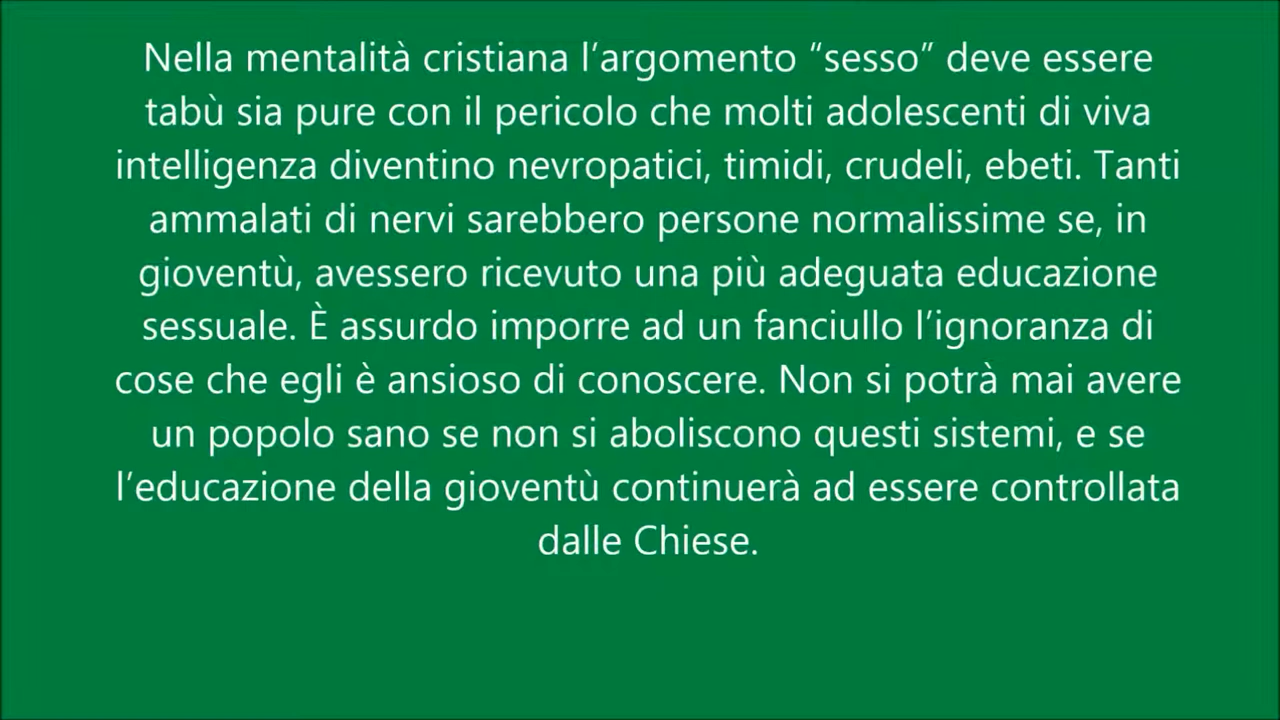 Nella mentalità cristiana l’argomento “sesso” deve essere
tabù sia pure con il pericolo che molti adolescenti di viva
intelligenza diventino nevropatici, timidi, crudeli, ebeti. Tanti
ammalati di nervi sarebbero persone normalissime se, in
gioventù, avessero ricevuto una più adeguata educazione
sessuale. È assurdo imporre ad un fanciullo l’ignoranza di
cose che egli è ansioso di conoscere. Non si potrà mai avere
un popolo sano se non si aboliscono questi sistemi, e se
l’educazione della gioventù continuerà ad essere controllata
dalle Chiese.